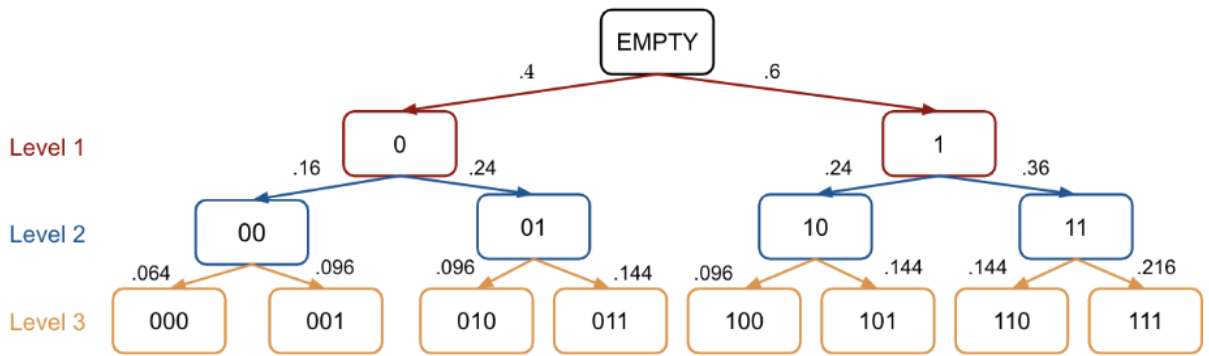 EMPTY
.4 .6
Level 1 0 1
.16 .24 .24 .36
Level 2 00 01 10 11
.064 .096 .096 .144 .096 .144 .144 .216
Level 3 000 001 010 011 100 101 110 111